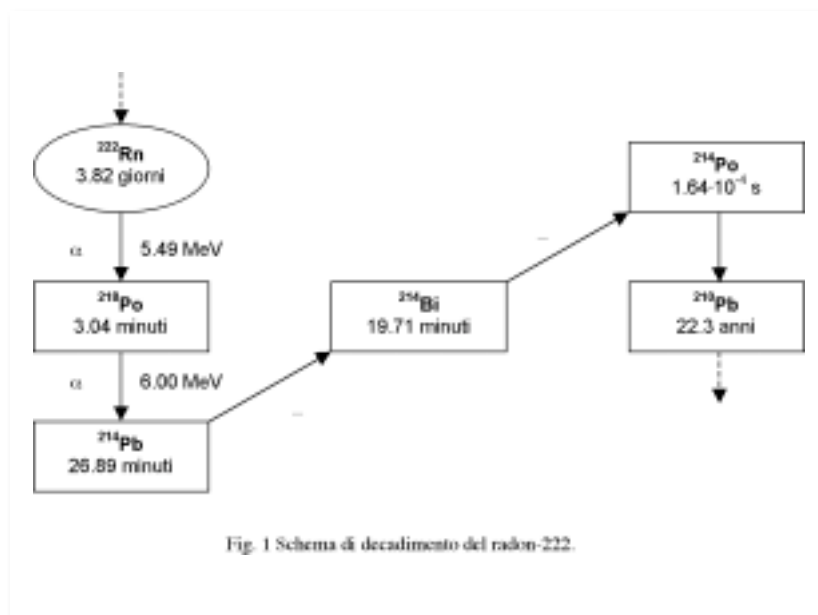 ²²²Rn
3.82 giorni
α 5.49 MeV
²¹⁸Po
3.04 minuti
α 6.00 MeV
²¹⁴Pb
26.89 minuti
–
²¹⁴Bi
19.71 minuti
–
²¹⁴Po
1.64·10⁻⁴ s
²¹⁰Pb
22.3 anni
Fig. 1 Schema di decadimento del radon-222.